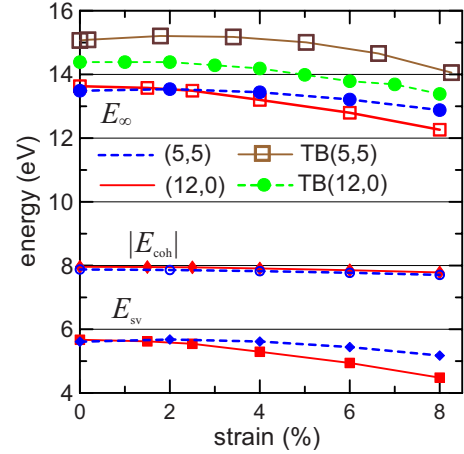 16
14
12
10
8
6
4
energy (eV)
E∞
(5,5) TB(5,5)
(12,0) TB(12,0)
|Ecoh|
Esv
0 2 4 6 8
strain (%)